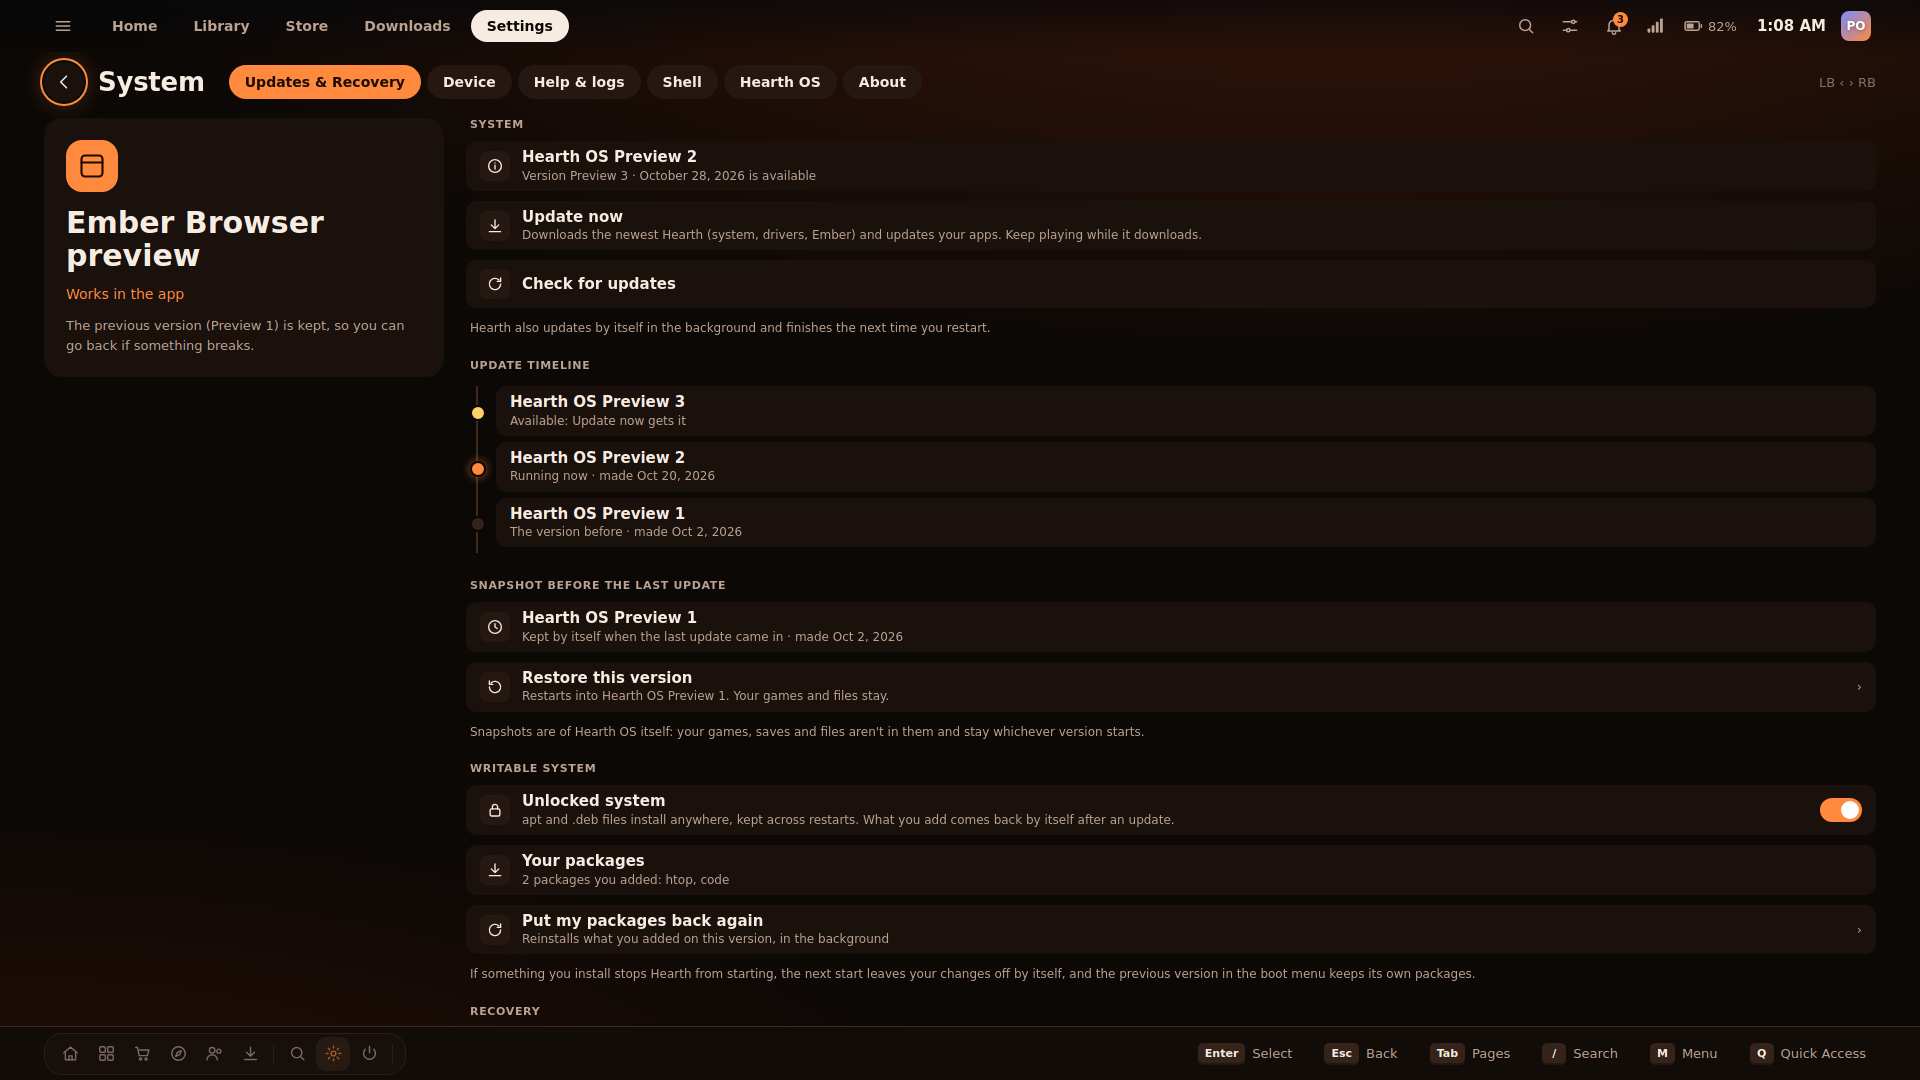 Home Library Store Downloads Settings 3 82% 1:08 AM PO
System Updates & Recovery Device Help & logs Shell Hearth OS About LB ‹ › RB
Ember Browser
preview
Works in the app
The previous version (Preview 1) is kept, so you can
go back if something breaks.
SYSTEM
Hearth OS Preview 2
Version Preview 3 · October 28, 2026 is available
Update now
Downloads the newest Hearth (system, drivers, Ember) and updates your apps. Keep playing while it downloads.
Check for updates
Hearth also updates by itself in the background and finishes the next time you restart.
UPDATE TIMELINE
Hearth OS Preview 3
Available: Update now gets it
Hearth OS Preview 2
Running now · made Oct 20, 2026
Hearth OS Preview 1
The version before · made Oct 2, 2026
SNAPSHOT BEFORE THE LAST UPDATE
Hearth OS Preview 1
Kept by itself when the last update came in · made Oct 2, 2026
Restore this version
Restarts into Hearth OS Preview 1. Your games and files stay.
Snapshots are of Hearth OS itself: your games, saves and files aren't in them and stay whichever version starts.
WRITABLE SYSTEM
Unlocked system
apt and .deb files install anywhere, kept across restarts. What you add comes back by itself after an update.
Your packages
2 packages you added: htop, code
Put my packages back again
Reinstalls what you added on this version, in the background
If something you install stops Hearth from starting, the next start leaves your changes off by itself, and the previous version in the boot menu keeps its own packages.
RECOVERY
Enter Select Esc Back Tab Pages / Search M Menu Q Quick Access